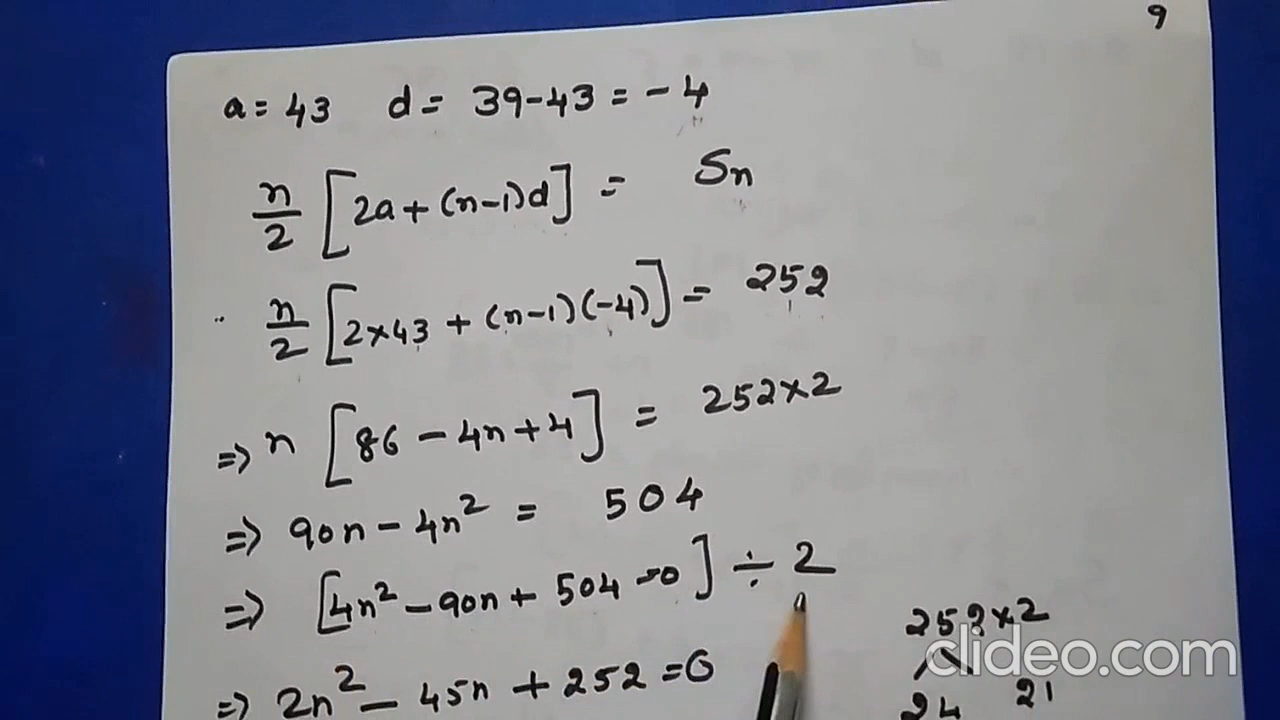 9
a = 43 d = 39-43 = -4
n/2 [2a + (n-1)d] = Sn
n/2 [2×43 + (n-1)(-4)] = 252
⇒ n [86 - 4n + 4] = 252×2
⇒ 90n - 4n² = 504
⇒ [4n² - 90n + 504 = 0] ÷ 2
⇒ 2n² - 45n + 252 = 0
252×2
24 21
clideo.com